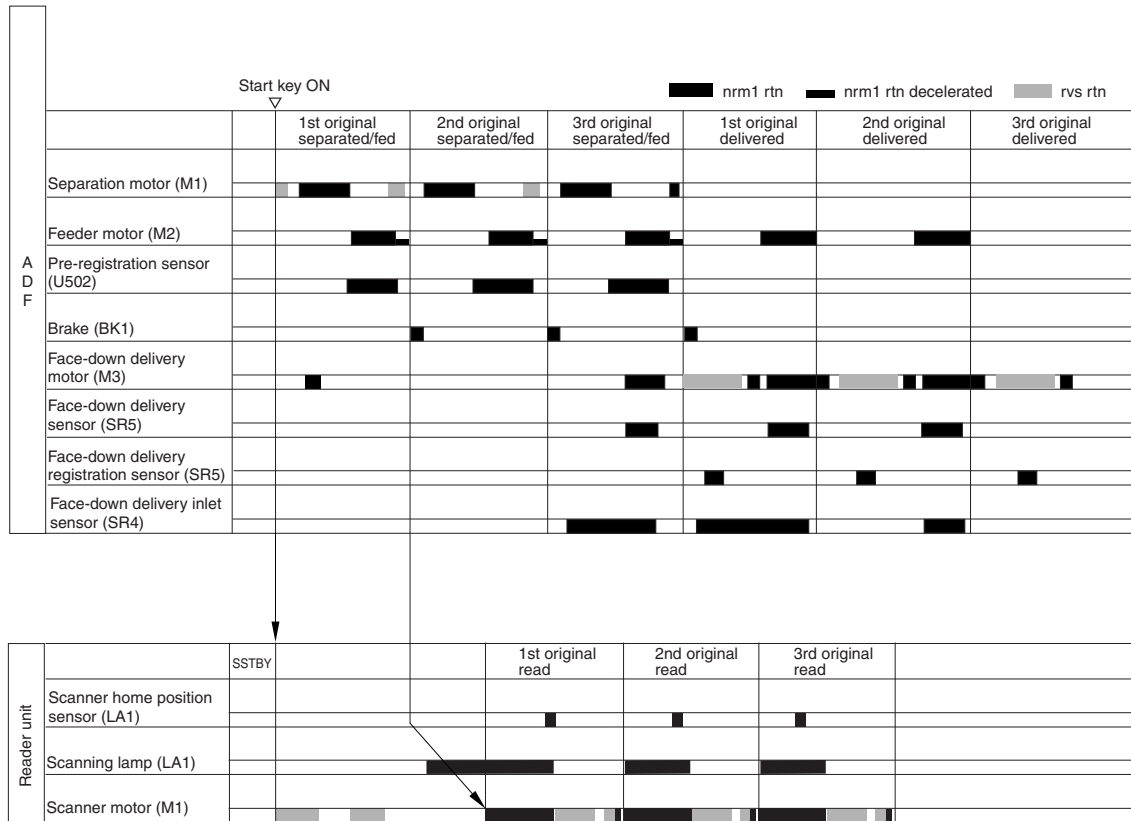 Start key ON
nrm1 rtn
nrm1 rtn decelerated
rvs rtn
1st original
separated/fed
2nd original
separated/fed
3rd original
separated/fed
1st original
delivered
2nd original
delivered
3rd original
delivered
A
D
F
Separation motor (M1)
Feeder motor (M2)
Pre-registration sensor
(U502)
Brake (BK1)
Face-down delivery
motor (M3)
Face-down delivery
sensor (SR5)
Face-down delivery
registration sensor (SR5)
Face-down delivery inlet
sensor (SR4)
Reader unit
SSTBY
1st original
read
2nd original
read
3rd original
read
Scanner home position
sensor (LA1)
Scanning lamp (LA1)
Scanner motor (M1)